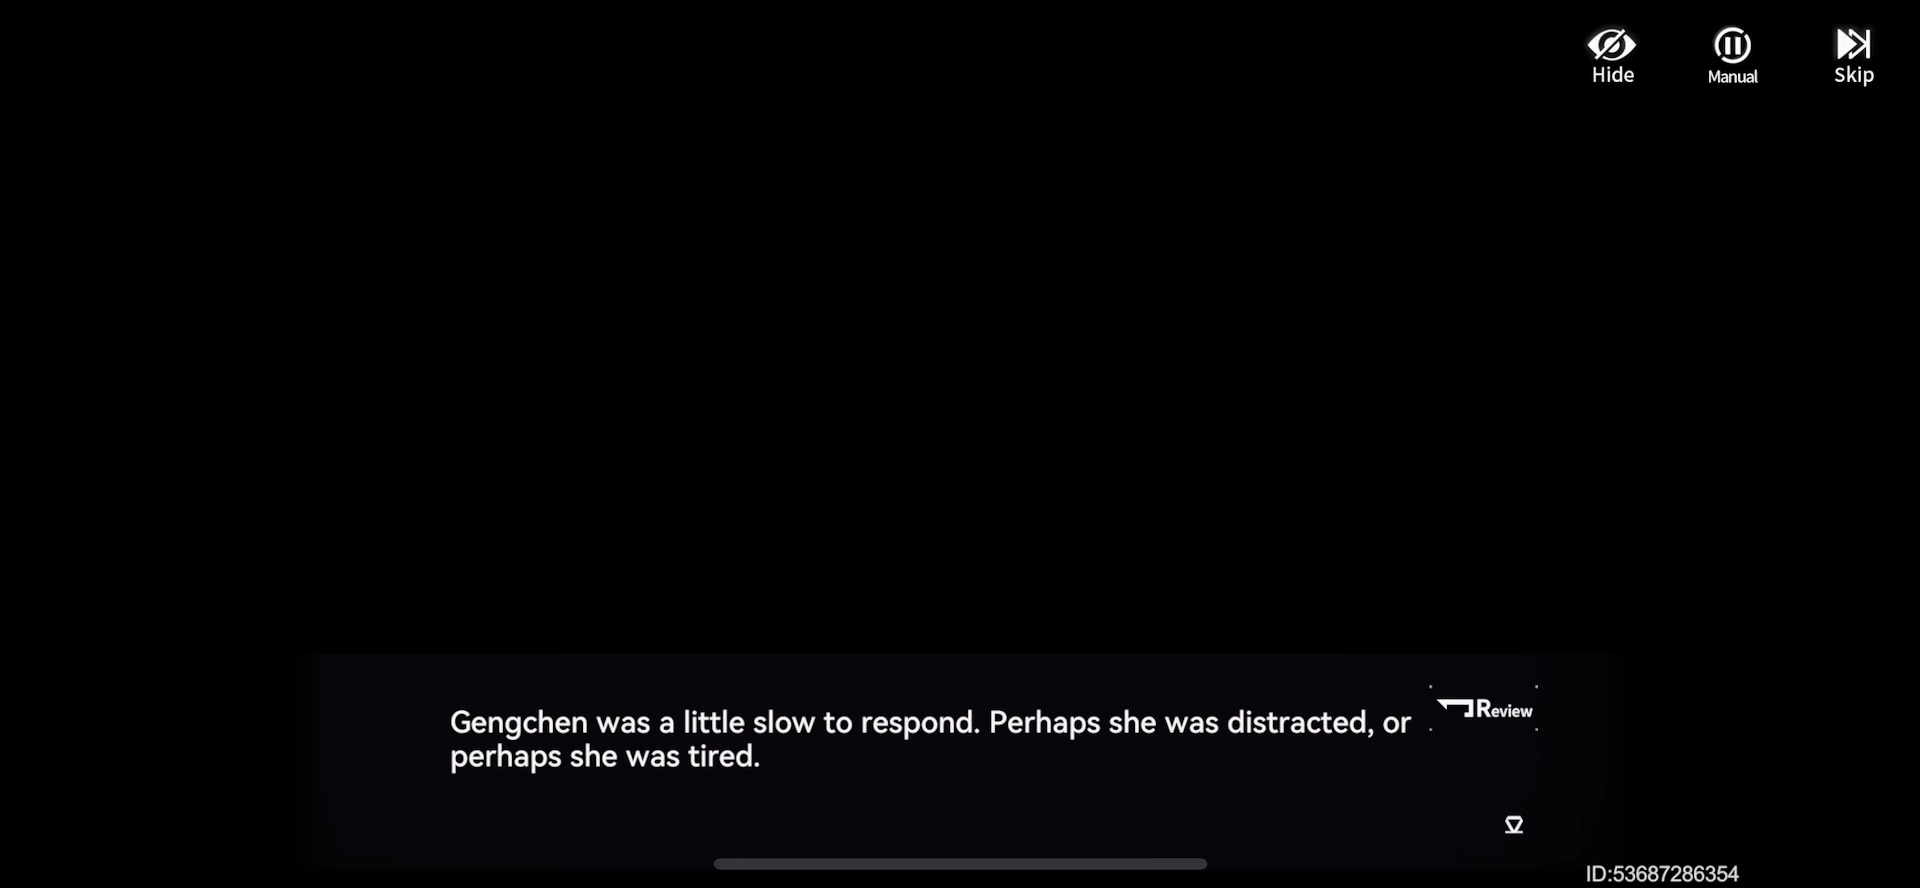 Hide
Manual
Skip
Gengchen was a little slow to respond. Perhaps she was distracted, or
perhaps she was tired.
Review
ID:53687286354